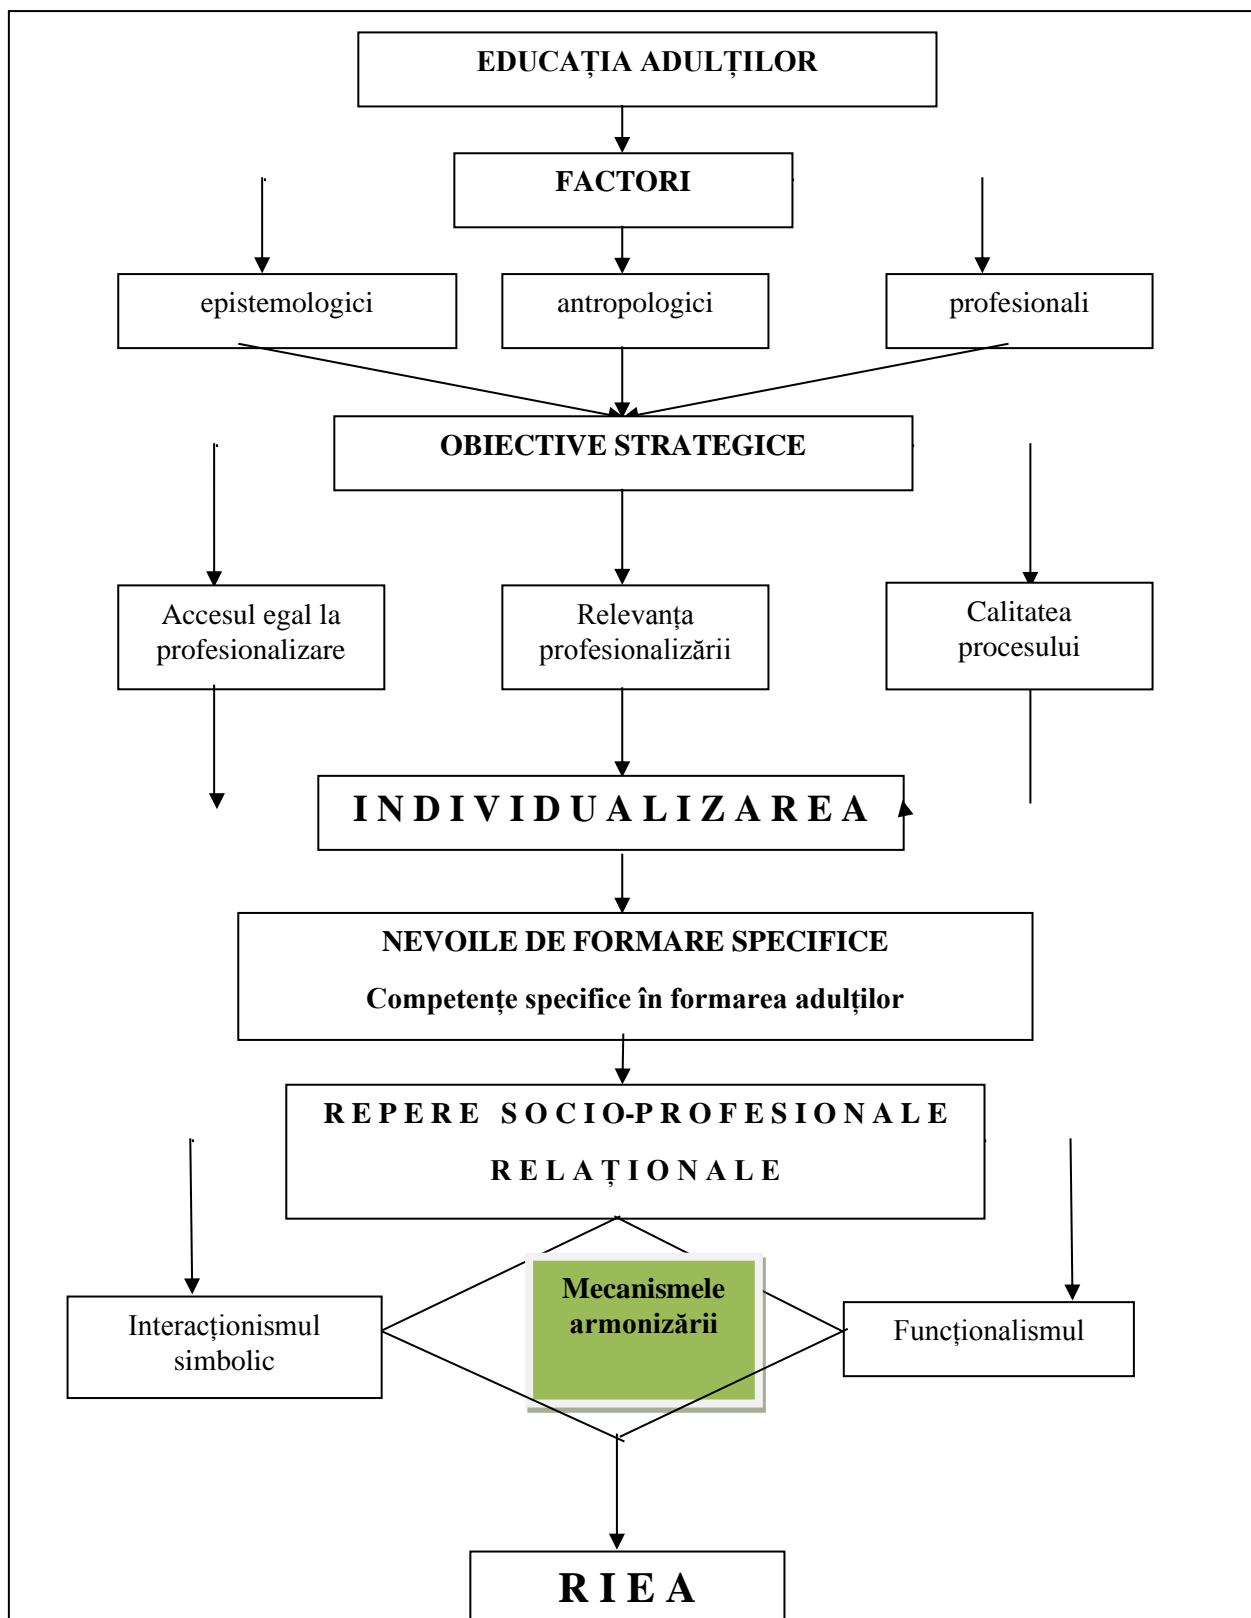 EDUCAȚIA ADULȚILOR
FACTORI
epistemologici
antropologici
profesionali
OBIECTIVE STRATEGICE
Accesul egal la
profesionalizare
Relevanța
profesionalizării
Calitatea
procesului
I N D I V I D U A L I Z A R E A
NEVOILE DE FORMARE SPECIFICE
Competențe specifice în formarea adulților
R E P E R E S O C I O-P R O F E S I O N A L E
R E L A Ț I O N A L E
Mecanismele
armonizării
Interacționismul
simbolic
Funcționalismul
R I E A